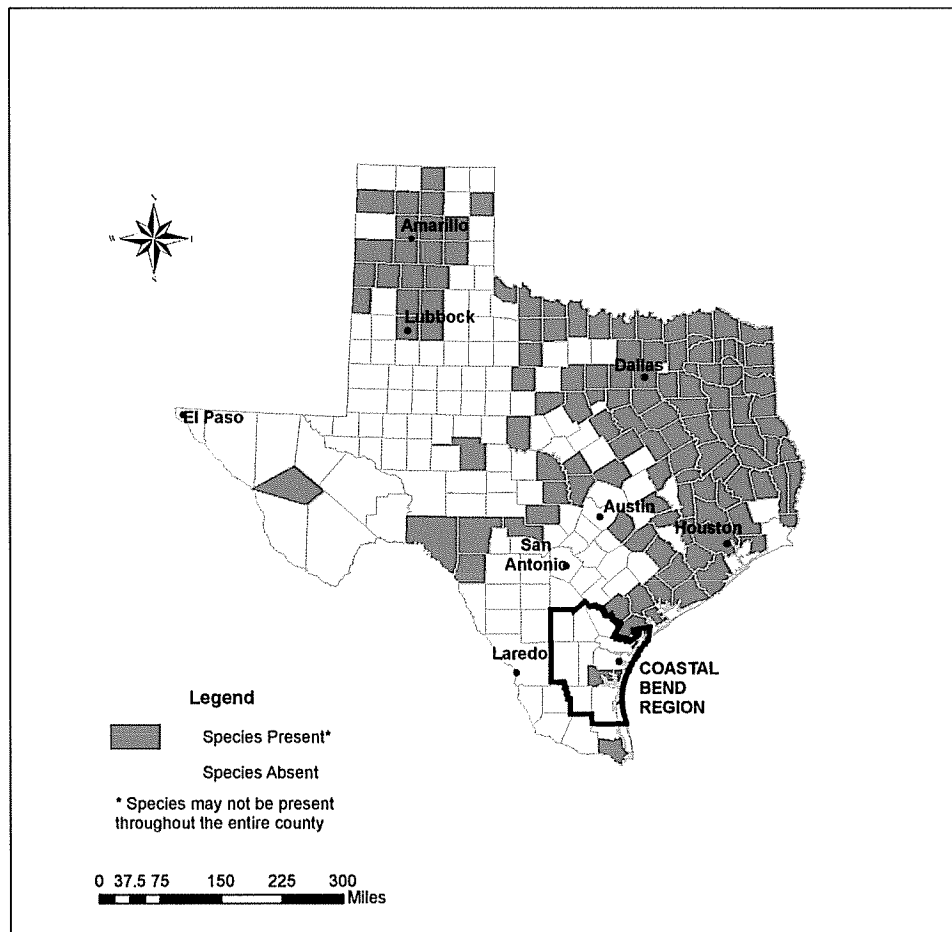 Amarillo
Lubbock
Dallas
El Paso
Austin
Houston
San
Antonio
Laredo
COASTAL
BEND
REGION
Legend
Species Present*
Species Absent
* Species may not be present
throughout the entire county
0 37.5 75 150 225 300
Miles